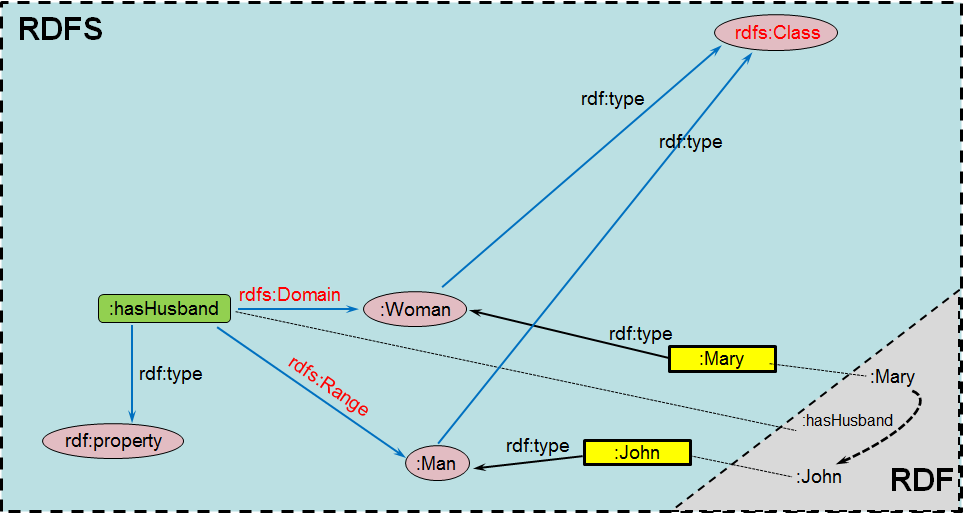 RDFS
rdfs:Class
rdf:type
rdf:type
rdfs:Domain
:hasHusband
:Woman
rdf:type
:Mary
rdf:type
rdfs:Range
:Mary
:hasHusband
rdf:property
rdf:type
:John
:Man
:John
RDF